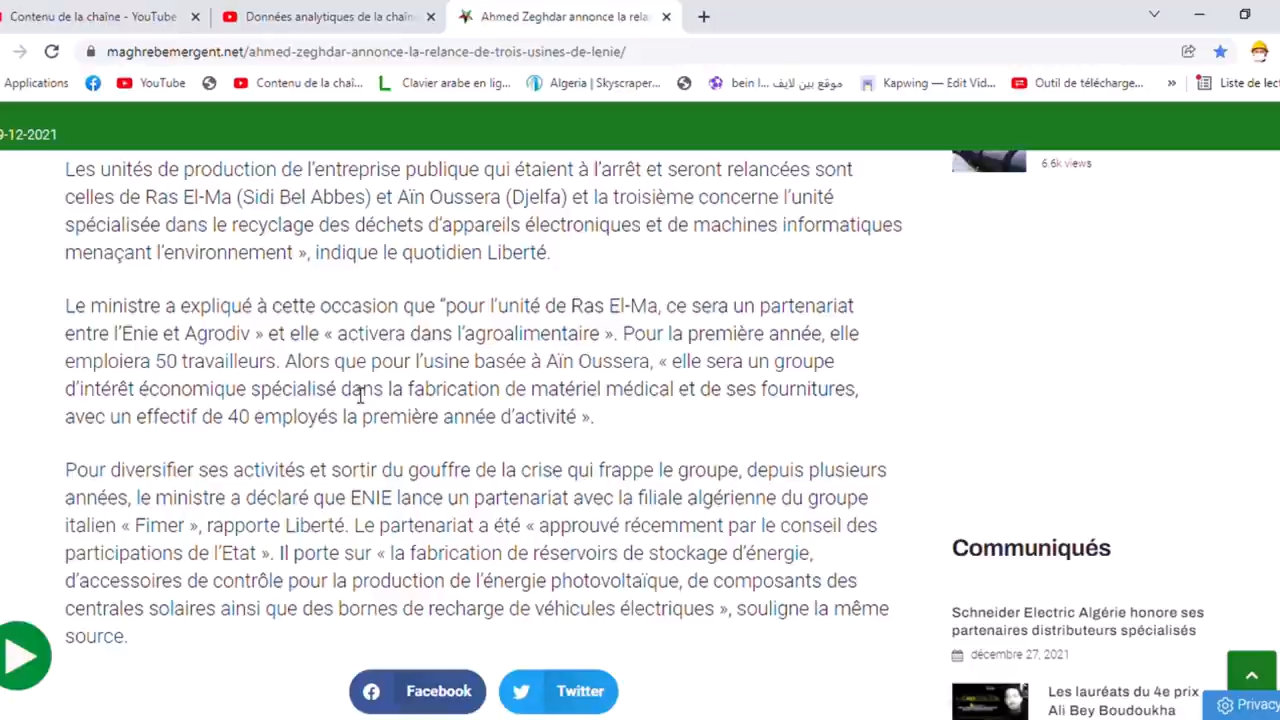 Contenu de la chaîne - YouTube
Données analytiques de la chaîn
Ahmed Zeghdar annonce la rela
maghrebemergent.net/ahmed-zeghdar-annonce-la-relance-de-trois-usines-de-lenie/
Applications
YouTube
Contenu de la chaî...
Clavier arabe en lig...
Algeria | Skyscraper...
موقع بين لايف ...bein l
Kapwing — Edit Vid...
Outil de télécharge...
»
Liste de lect
9-12-2021
6.6k views
Les unités de production de l'entreprise publique qui étaient à l'arrêt et seront relancées sont
celles de Ras El-Ma (Sidi Bel Abbes) et Aïn Oussera (Djelfa) et la troisième concerne l'unité
spécialisée dans le recyclage des déchets d'appareils électroniques et de machines informatiques
menaçant l'environnement », indique le quotidien Liberté.
Le ministre a expliqué à cette occasion que “pour l'unité de Ras El-Ma, ce sera un partenariat
entre l'Enie et Agrodiv » et elle « activera dans l'agroalimentaire ». Pour la première année, elle
emploiera 50 travailleurs. Alors que pour l'usine basée à Aïn Oussera, « elle sera un groupe
d'intérêt économique spécialisé dans la fabrication de matériel médical et de ses fournitures,
avec un effectif de 40 employés la première année d'activité ».
Pour diversifier ses activités et sortir du gouffre de la crise qui frappe le groupe, depuis plusieurs
années, le ministre a déclaré que ENIE lance un partenariat avec la filiale algérienne du groupe
italien « Fimer », rapporte Liberté. Le partenariat a été « approuvé récemment par le conseil des
participations de l'Etat ». Il porte sur « la fabrication de réservoirs de stockage d'énergie,
d'accessoires de contrôle pour la production de l'énergie photovoltaïque, de composants des
centrales solaires ainsi que des bornes de recharge de véhicules électriques », souligne la même
source.
Facebook
Twitter
Communiqués
Schneider Electric Algérie honore ses
partenaires distributeurs spécialisés
décembre 27, 2021
Les lauréats du 4e prix
Ali Bey Boudoukha
Privacy